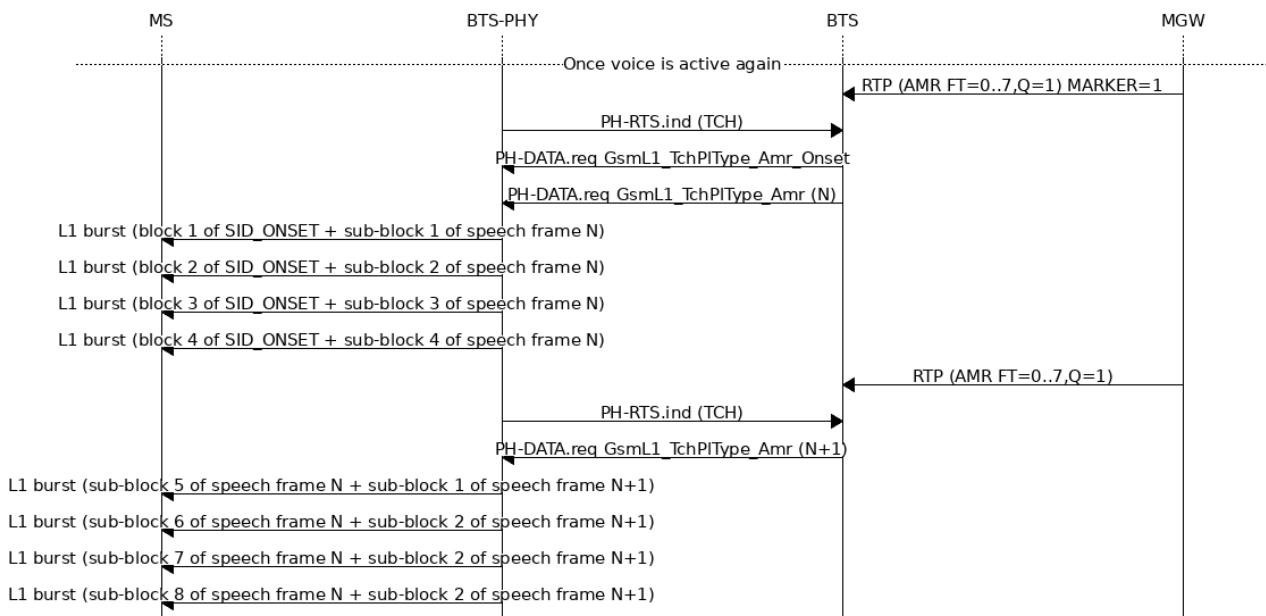 MS BTS-PHY BTS MGW
Once voice is active again
RTP (AMR FT=0..7,Q=1) MARKER=1
PH-RTS.ind (TCH)
PH-DATA.req GsmL1_TchPlType_Amr_Onset
PH-DATA.req GsmL1_TchPlType_Amr (N)
L1 burst (block 1 of SID_ONSET + sub-block 1 of speech frame N)
L1 burst (block 2 of SID_ONSET + sub-block 2 of speech frame N)
L1 burst (block 3 of SID_ONSET + sub-block 3 of speech frame N)
L1 burst (block 4 of SID_ONSET + sub-block 4 of speech frame N)
RTP (AMR FT=0..7,Q=1)
PH-RTS.ind (TCH)
PH-DATA.req GsmL1_TchPlType_Amr (N+1)
L1 burst (sub-block 5 of speech frame N + sub-block 1 of speech frame N+1)
L1 burst (sub-block 6 of speech frame N + sub-block 2 of speech frame N+1)
L1 burst (sub-block 7 of speech frame N + sub-block 2 of speech frame N+1)
L1 burst (sub-block 8 of speech frame N + sub-block 2 of speech frame N+1)